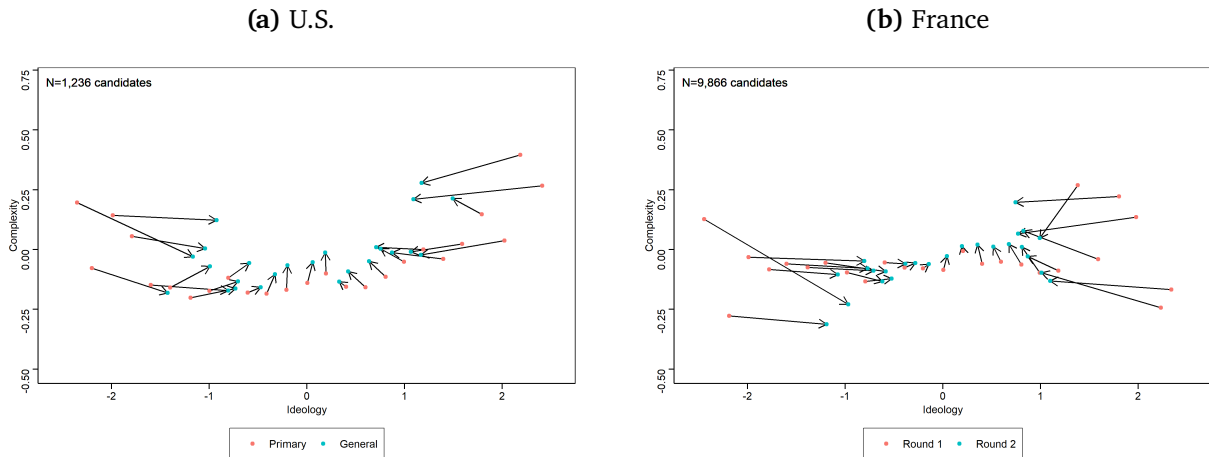 (a) U.S.
N=1,236 candidates
0.75
0.50
0.25
0.00
-0.25
-0.50
Complexity
-2 -1 0 1 2
Ideology
Primary General
(b) France
N=9,866 candidates
0.75
0.50
0.25
0.00
-0.25
-0.50
Complexity
-2 -1 0 1 2
Ideology
Round 1 Round 2